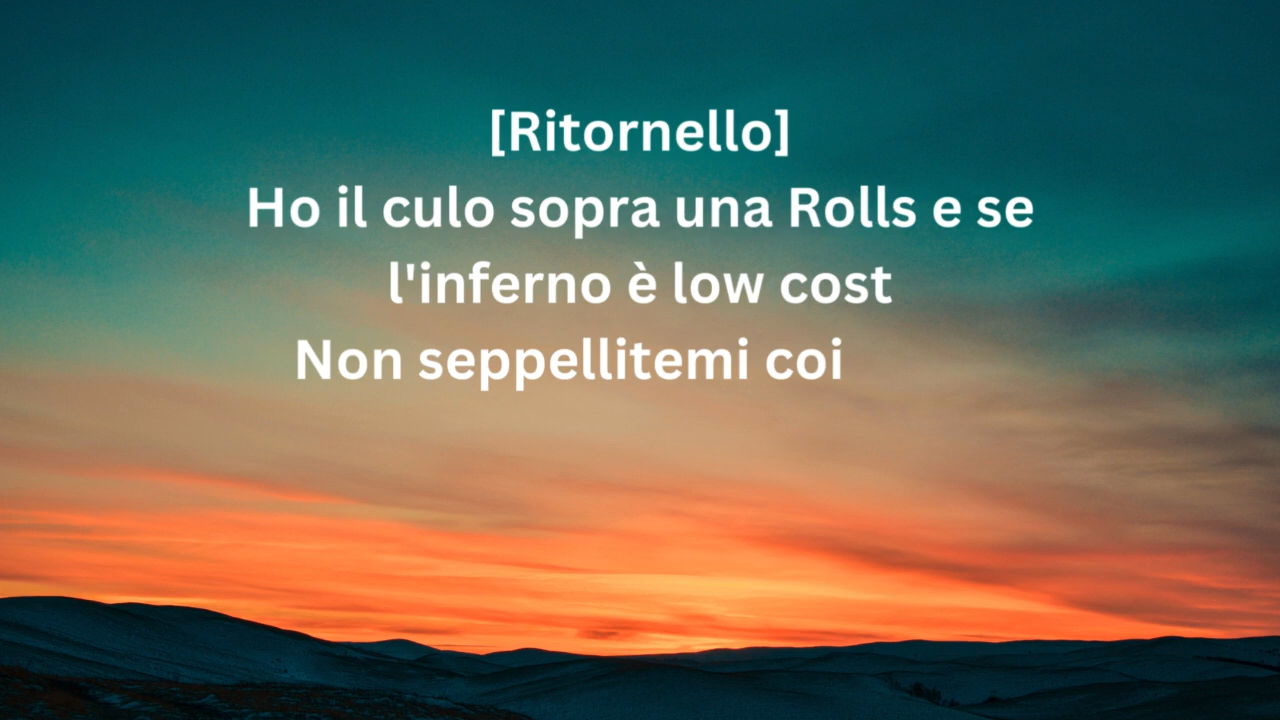 [Ritornello]
Ho il culo sopra una Rolls e se
l'inferno è low cost
Non seppellitemi coi